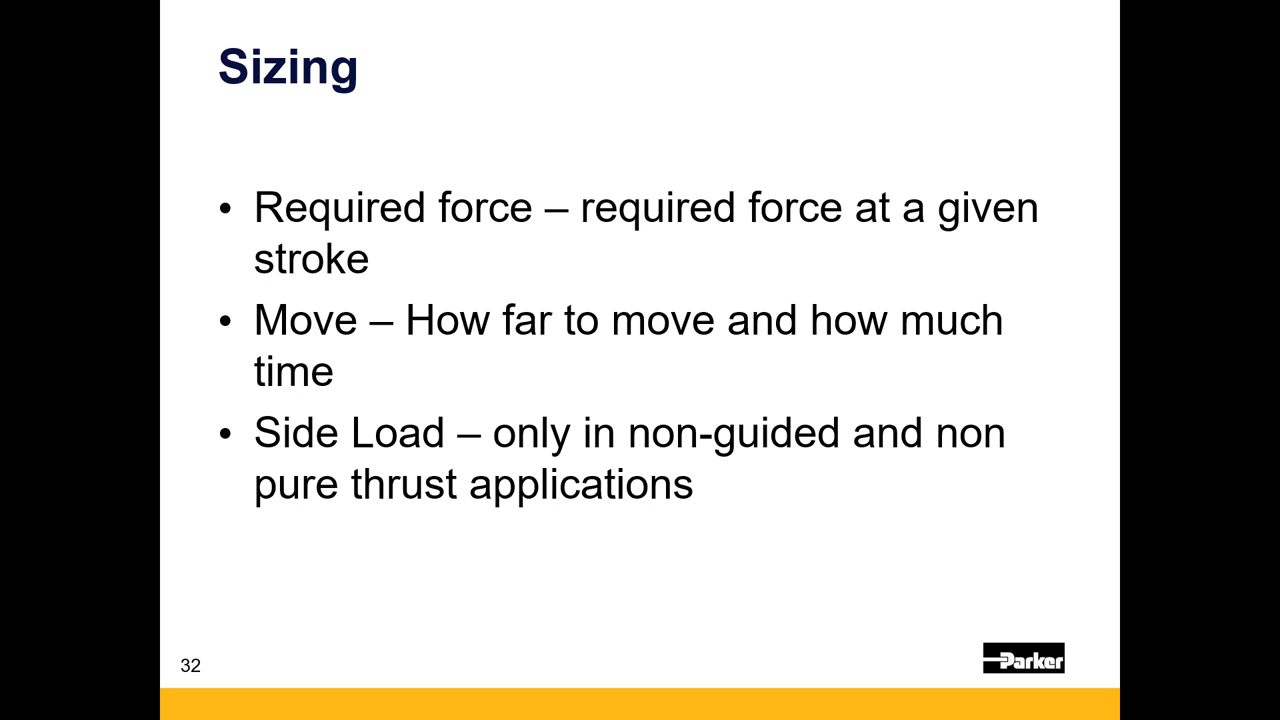 Sizing
• Required force – required force at a given
stroke
• Move – How far to move and how much
time
• Side Load – only in non-guided and non
pure thrust applications
32
Parker